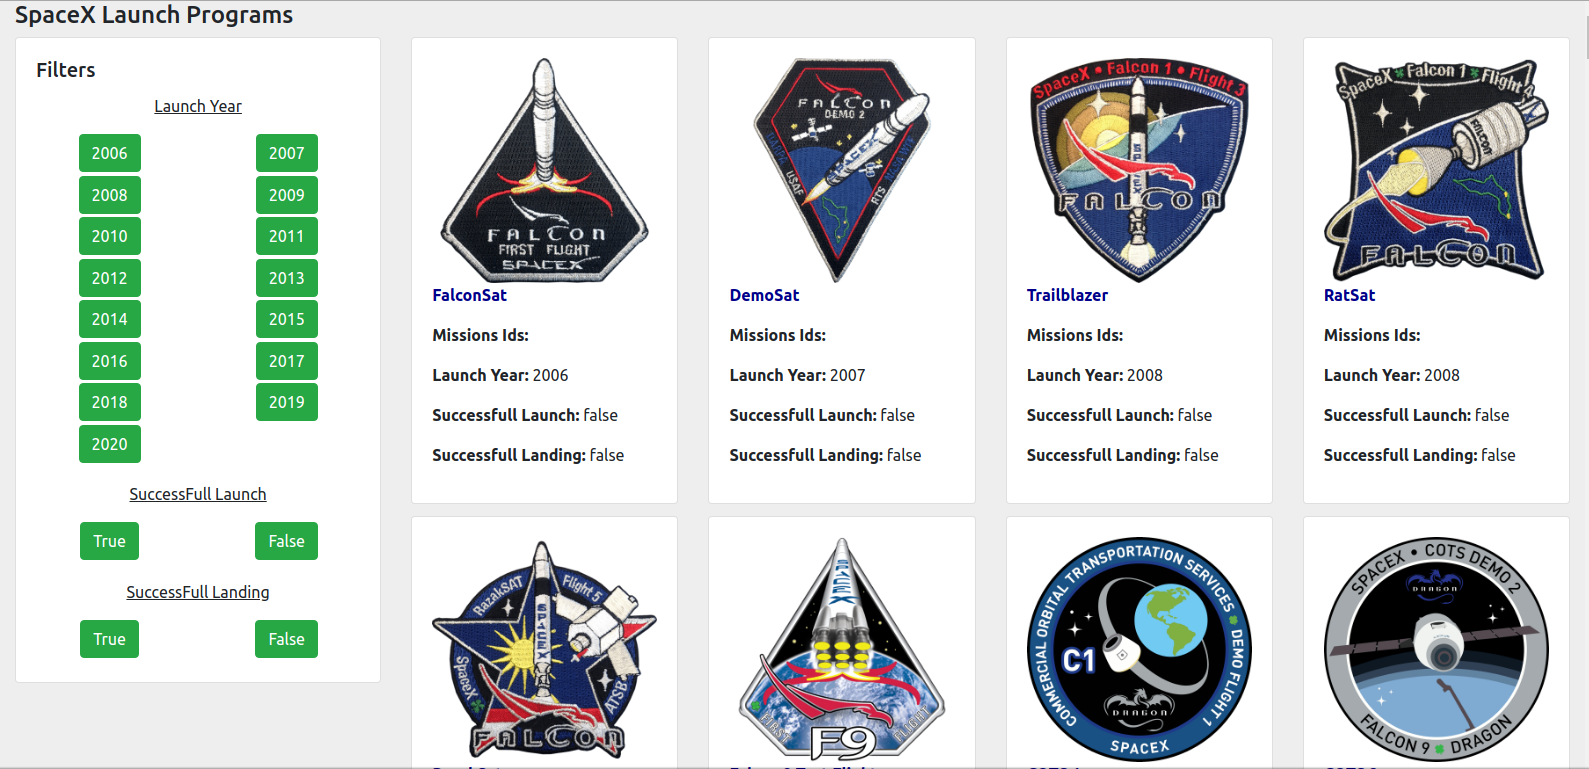 SpaceX Launch Programs
Filters
Launch Year
2006 2007
2008 2009
2010 2011
2012 2013
2014 2015
2016 2017
2018 2019
2020
SuccessFull Launch
True False
SuccessFull Landing
True False
FALCON
FIRST FLIGHT
SPACEX
FalconSat
Missions Ids:
Launch Year: 2006
Successfull Launch: false
Successfull Landing: false
FALCON
DEMO 2
SPACEX
USAF
RTS
DemoSat
Missions Ids:
Launch Year: 2007
Successfull Launch: false
Successfull Landing: false
SpaceX • Falcon 1 • Flight 3
SPACEX
FALCON
Trailblazer
Missions Ids:
Launch Year: 2008
Successfull Launch: false
Successfull Landing: false
SpaceX Falcon 1 Flight 4
FALCON
FALCON
RatSat
Missions Ids:
Launch Year: 2008
Successfull Launch: false
Successfull Landing: false
RazakSAT Flight 5
SPACEX
SpaceX
ATSB
FALCON
SPACEX
FIRST FLIGHT
F9
COMMERCIAL ORBITAL TRANSPORTATION SERVICES DEMO FLIGHT 1
C1
DRAGON
SPACEX
SPACEX • COTS DEMO 2
DRAGON
FALCON 9 DRAGON